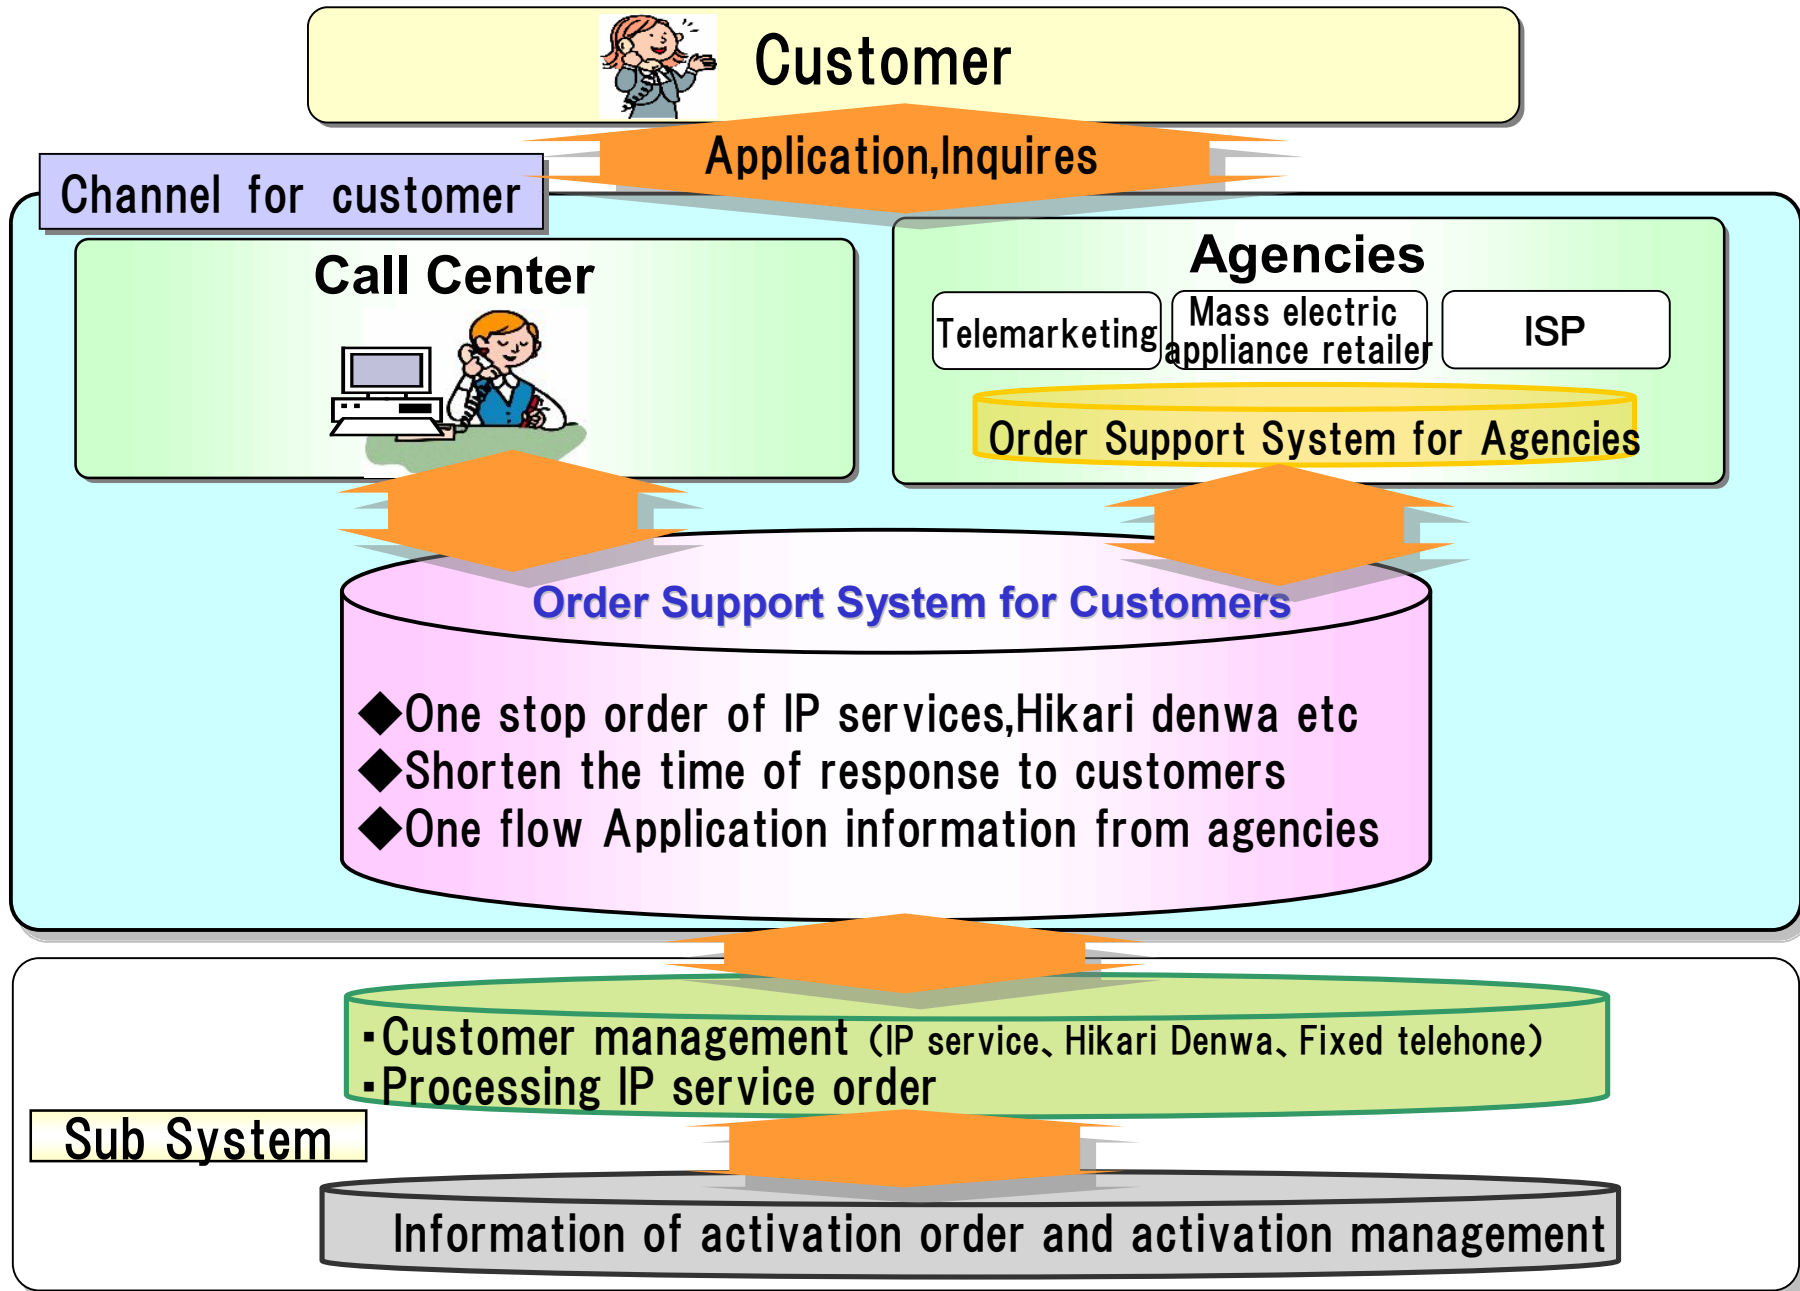 Customer
Application,Inquires
Channel for customer
Call Center
Agencies
Telemarketing
Mass electric
appliance retailer
ISP
Order Support System for Agencies
Order Support System for Customers
◆One stop order of IP services,Hikari denwa etc
◆Shorten the time of response to customers
◆One flow Application information from agencies
・Customer management（IP service、Hikari Denwa、Fixed telehone）
・Processing IP service order
Sub System
Information of activation order and activation management